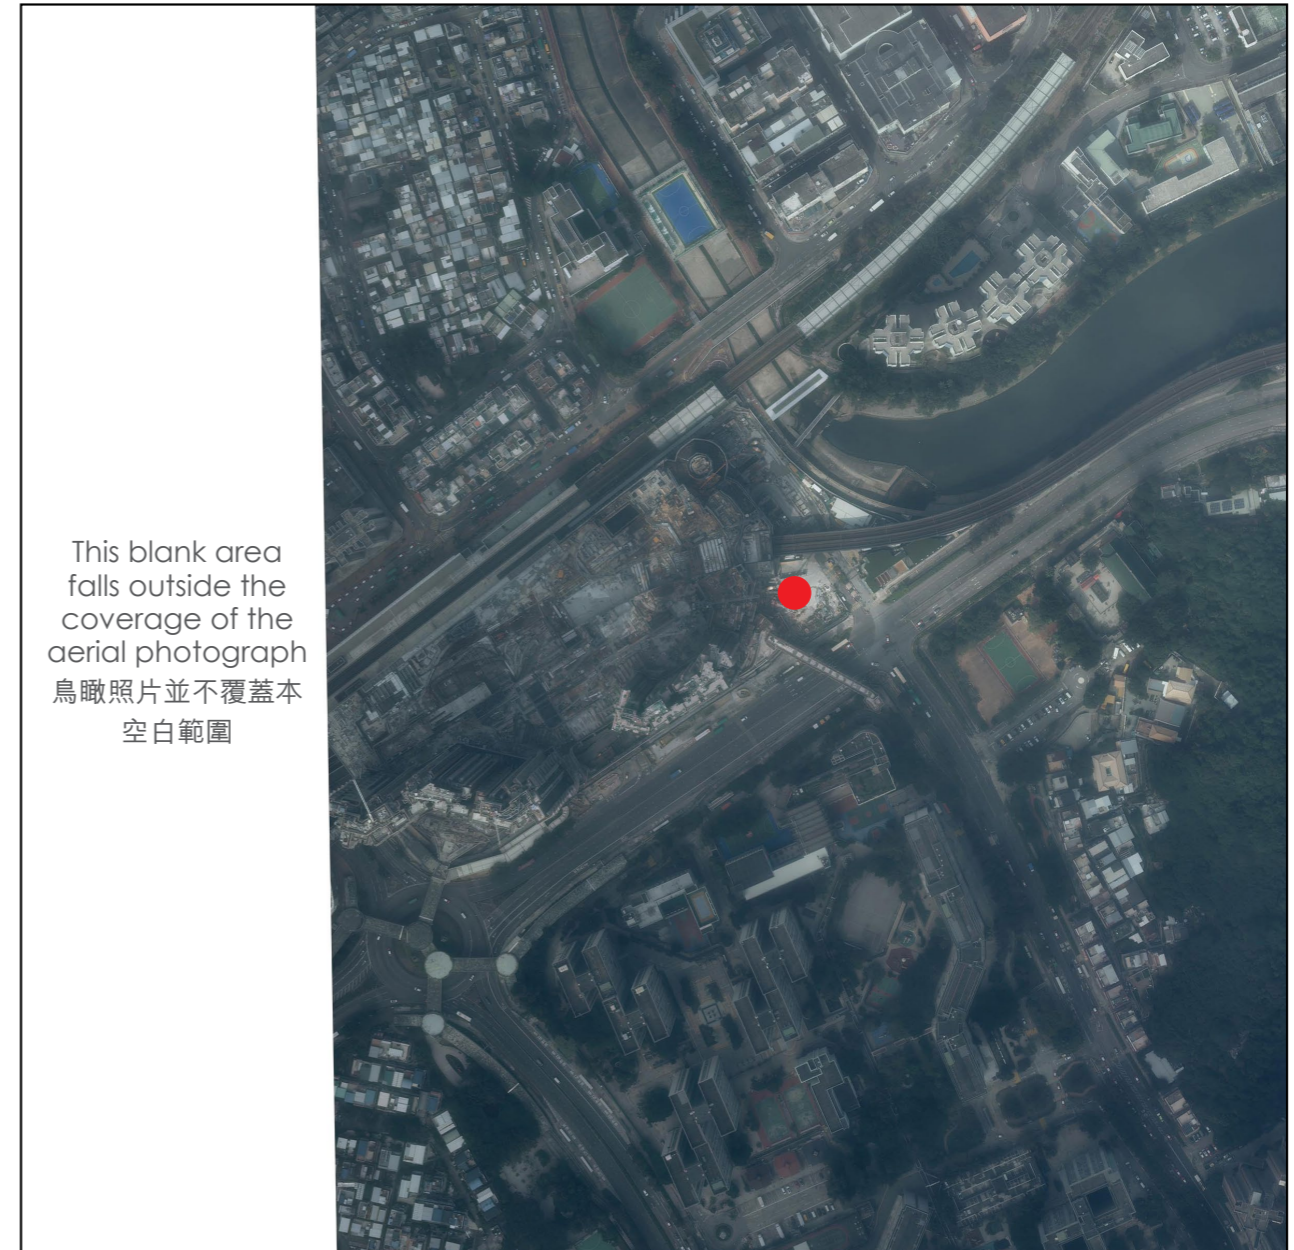 This blank area
falls outside the
coverage of the
aerial photograph
鳥瞰照片並不覆蓋本
空白範圍